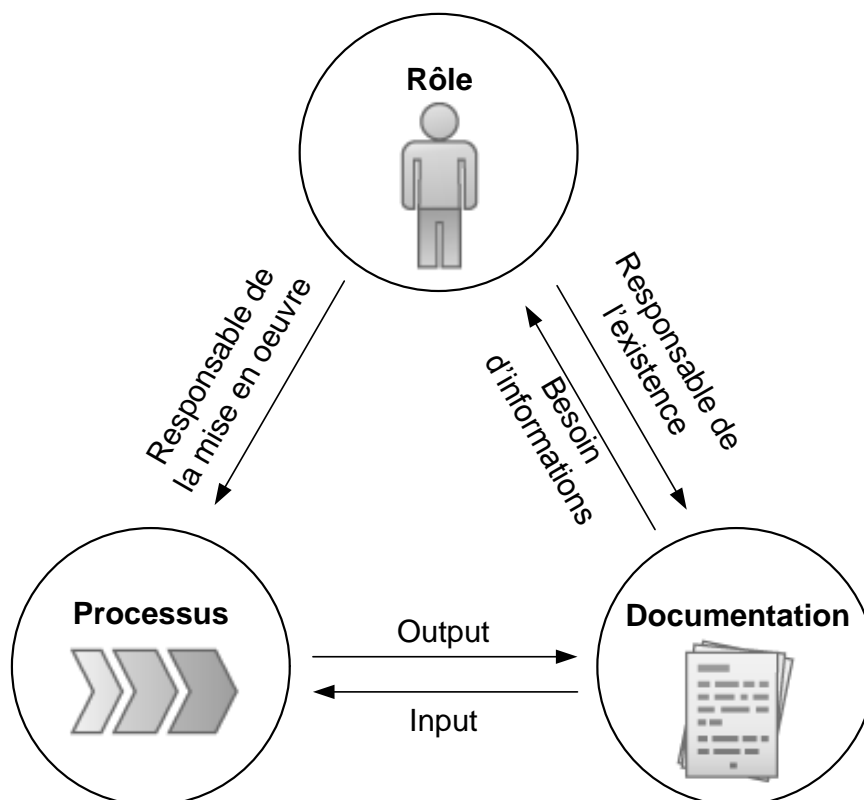 Rôle
Responsable de
la mise en oeuvre
Responsable de
l'existence
Besoin
d'informations
Processus
Output
Input
Documentation